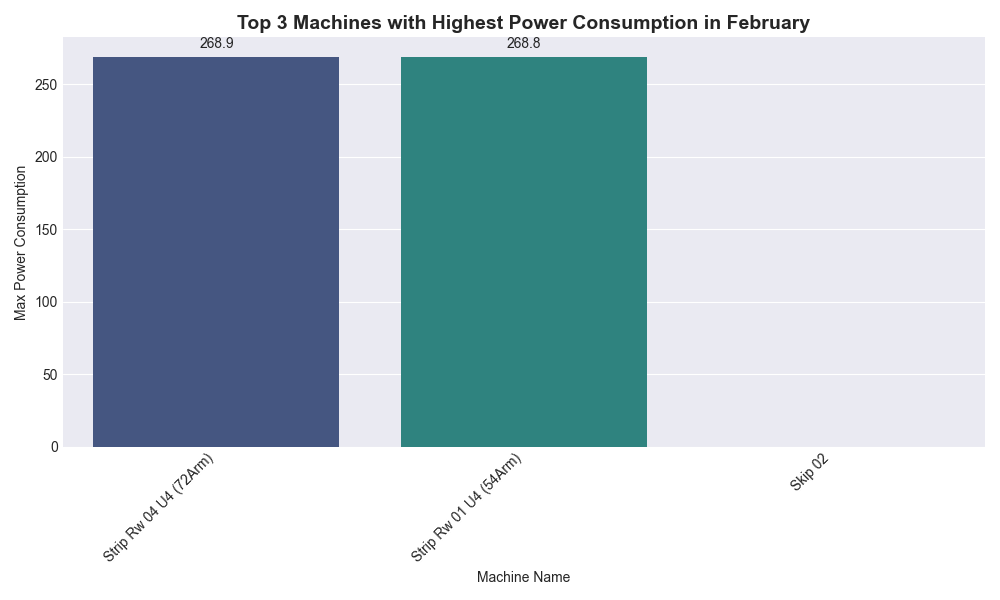 Top 3 Machines with Highest Power Consumption in February
268.9
268.8
250
200
150
100
50
0
Max Power Consumption
Strip Rw 04 U4 (72Arm)
Strip Rw 01 U4 (54Arm)
Skip 02
Machine Name